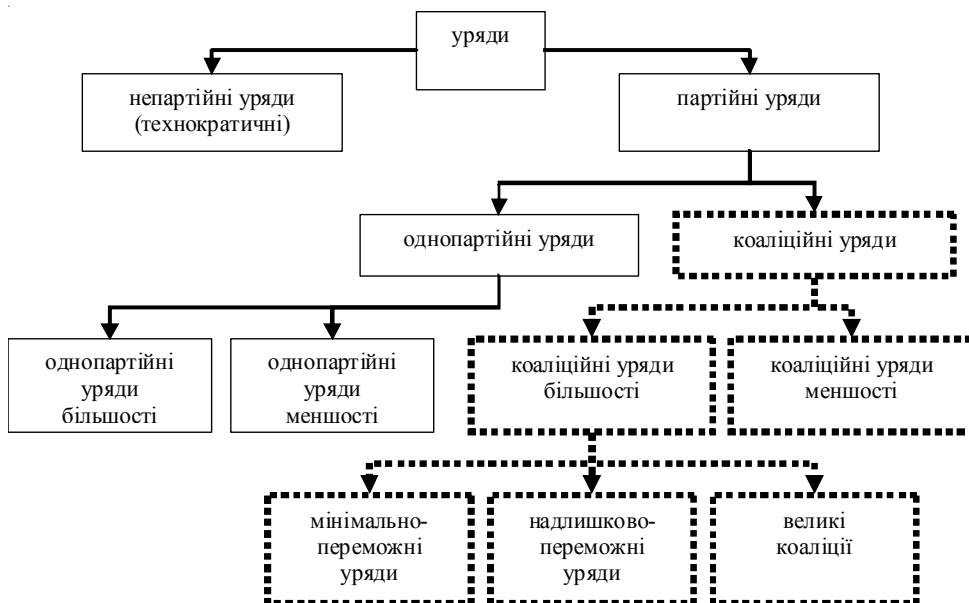 уряди
непартійні уряди
(технократичні)
партійні уряди
однопартійні уряди
коаліційні уряди
однопартійні
уряди
більшості
однопартійні
уряди
меншості
коаліційні уряди
більшості
коаліційні уряди
меншості
мінімально-
переможні
уряди
надлишково-
переможні
уряди
великі
коаліції